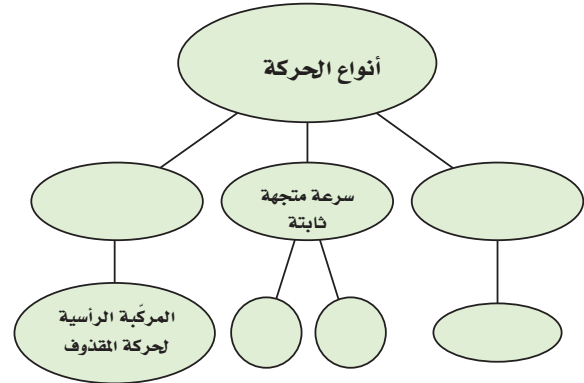 أنواع الحركة
سرعة متجهة
ثابتة
المركّبة الرأسية
لحركة المقذوف